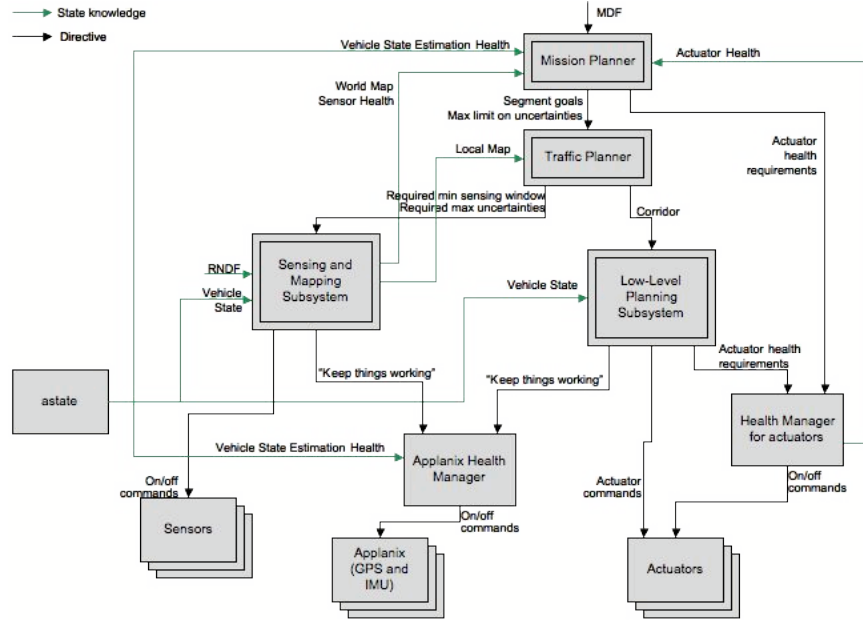 State knowledge
Directive
MDF
Vehicle State Estimation Health
Mission Planner
Actuator Health
World Map
Sensor Health
Segment goals
Max limit on uncertainties
Actuator
health
requirements
Local Map
Traffic Planner
Required min sensing window
Required max uncertainties
Corridor
RNDF
Sensing and
Mapping
Subsystem
Vehicle
State
Vehicle State
Low-Level
Planning
Subsystem
Actuator health
requirements
"Keep things working"
"Keep things working"
astate
Health Manager
for actuators
Vehicle State Estimation Health
Applanix Health
Manager
On/off
commands
Actuator
commands
On/off
commands
Sensors
On/off
commands
Applanix
(GPS and
IMU)
Actuators